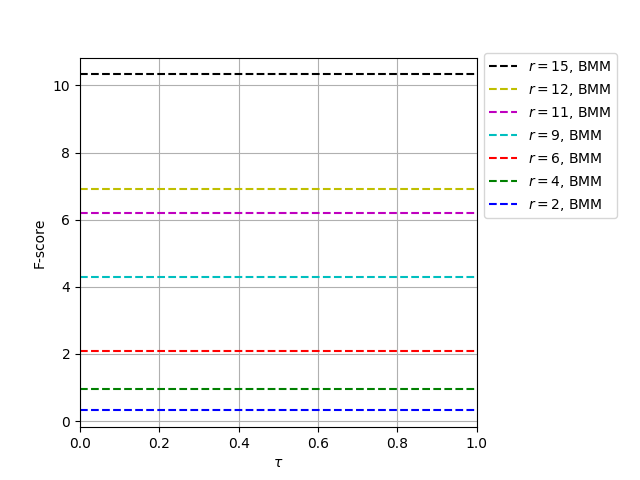 r = 15, BMM
r = 12, BMM
r = 11, BMM
r = 9, BMM
r = 6, BMM
r = 4, BMM
r = 2, BMM
10
8
6
4
2
0
F-score
0.0 0.2 0.4 0.6 0.8 1.0
τ